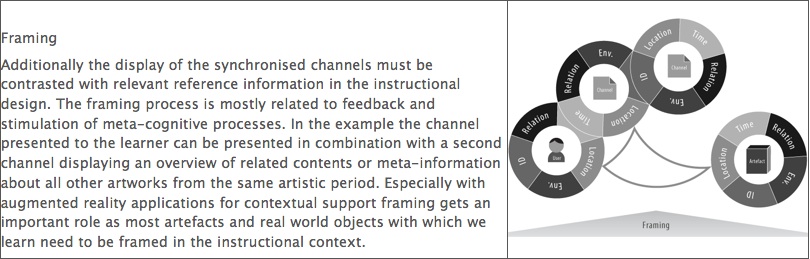 Framing
Additionally the display of the synchronised channels must be
contrasted with relevant reference information in the instructional
design. The framing process is mostly related to feedback and
stimulation of meta-cognitive processes. In the example the channel
presented to the learner can be presented in combination with a second
channel displaying an overview of related contents or meta-information
about all other artworks from the same artistic period. Especially with
augmented reality applications for contextual support framing gets an
important role as most artefacts and real world objects with which we
learn need to be framed in the instructional context.
Location
Time
Relation
Env.
ID
Channel
Env.
Relation
Time
Location
Channel
Relation
ID
Env.
Location
User
Time
Relation
Env.
ID
Location
Artefact
Framing